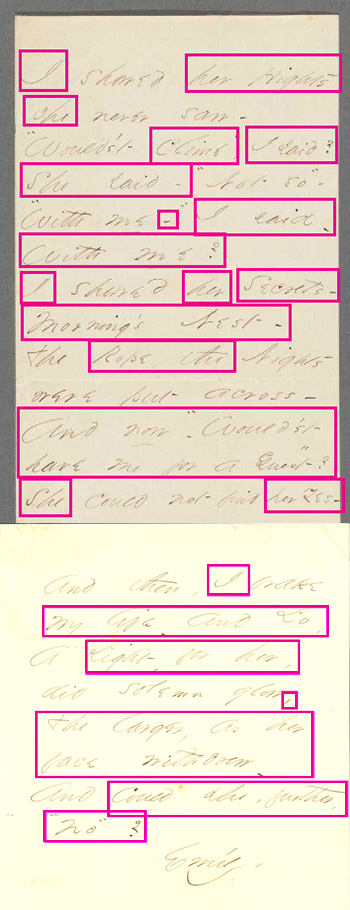 I showed her Hights
She never saw -
"Would'st Climb", I said?
She said - "Not so" -
"With me -" I said -
With me?
I showed her Secrets -
Morning's Nest -
The Rope the Nights
were put across -
And now - "Would'st
have me for a Guest"?
She could not find her Yes -
And then, I brake
my life - And Lo,
A Light, for her,
did solemn glow,
The larger, as her
face withdrew -
And could she, further,
"No"?
Emily.